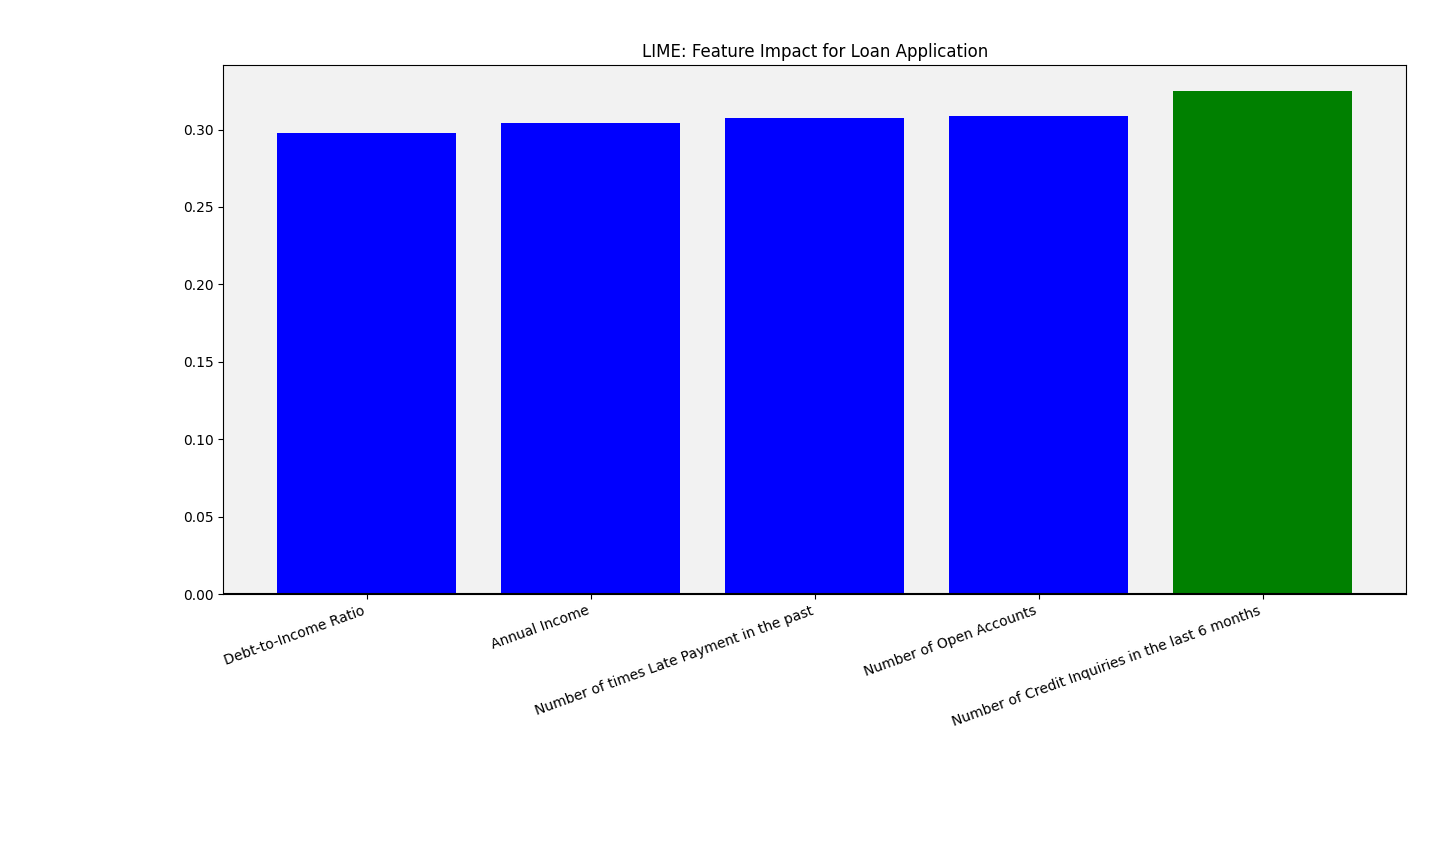 LIME: Feature Impact for Loan Application
0.30
0.25
0.20
0.15
0.10
0.05
0.00
Debt-to-Income Ratio
Annual Income
Number of times Late Payment in the past
Number of Open Accounts
Number of Credit Inquiries in the last 6 months